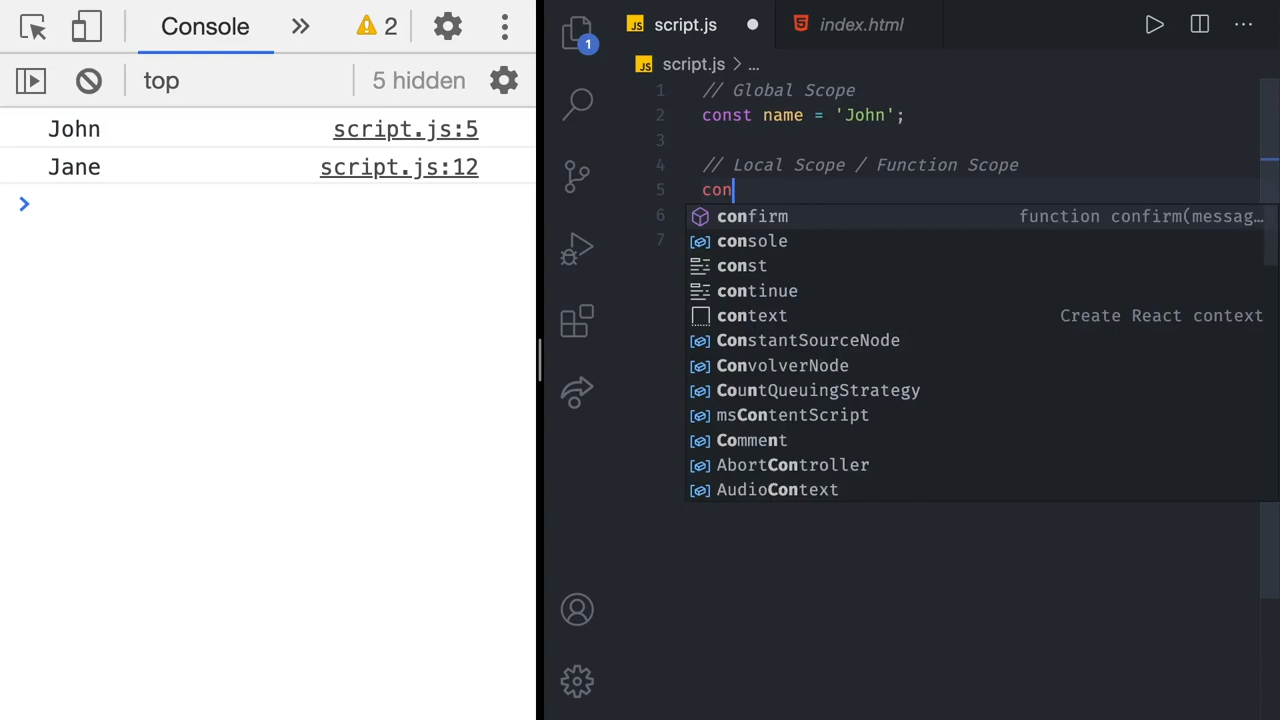 Console
2
top
5 hidden
John script.js:5
Jane script.js:12
1
JS script.js
index.html
JS script.js > ...
1 // Global Scope
2 const name = 'John';
3
4 // Local Scope / Function Scope
5 con
6
7
confirm function confirm(messag…
console
const
continue
context Create React context
ConstantSourceNode
ConvolverNode
CountQueuingStrategy
msContentScript
Comment
AbortController
AudioContext